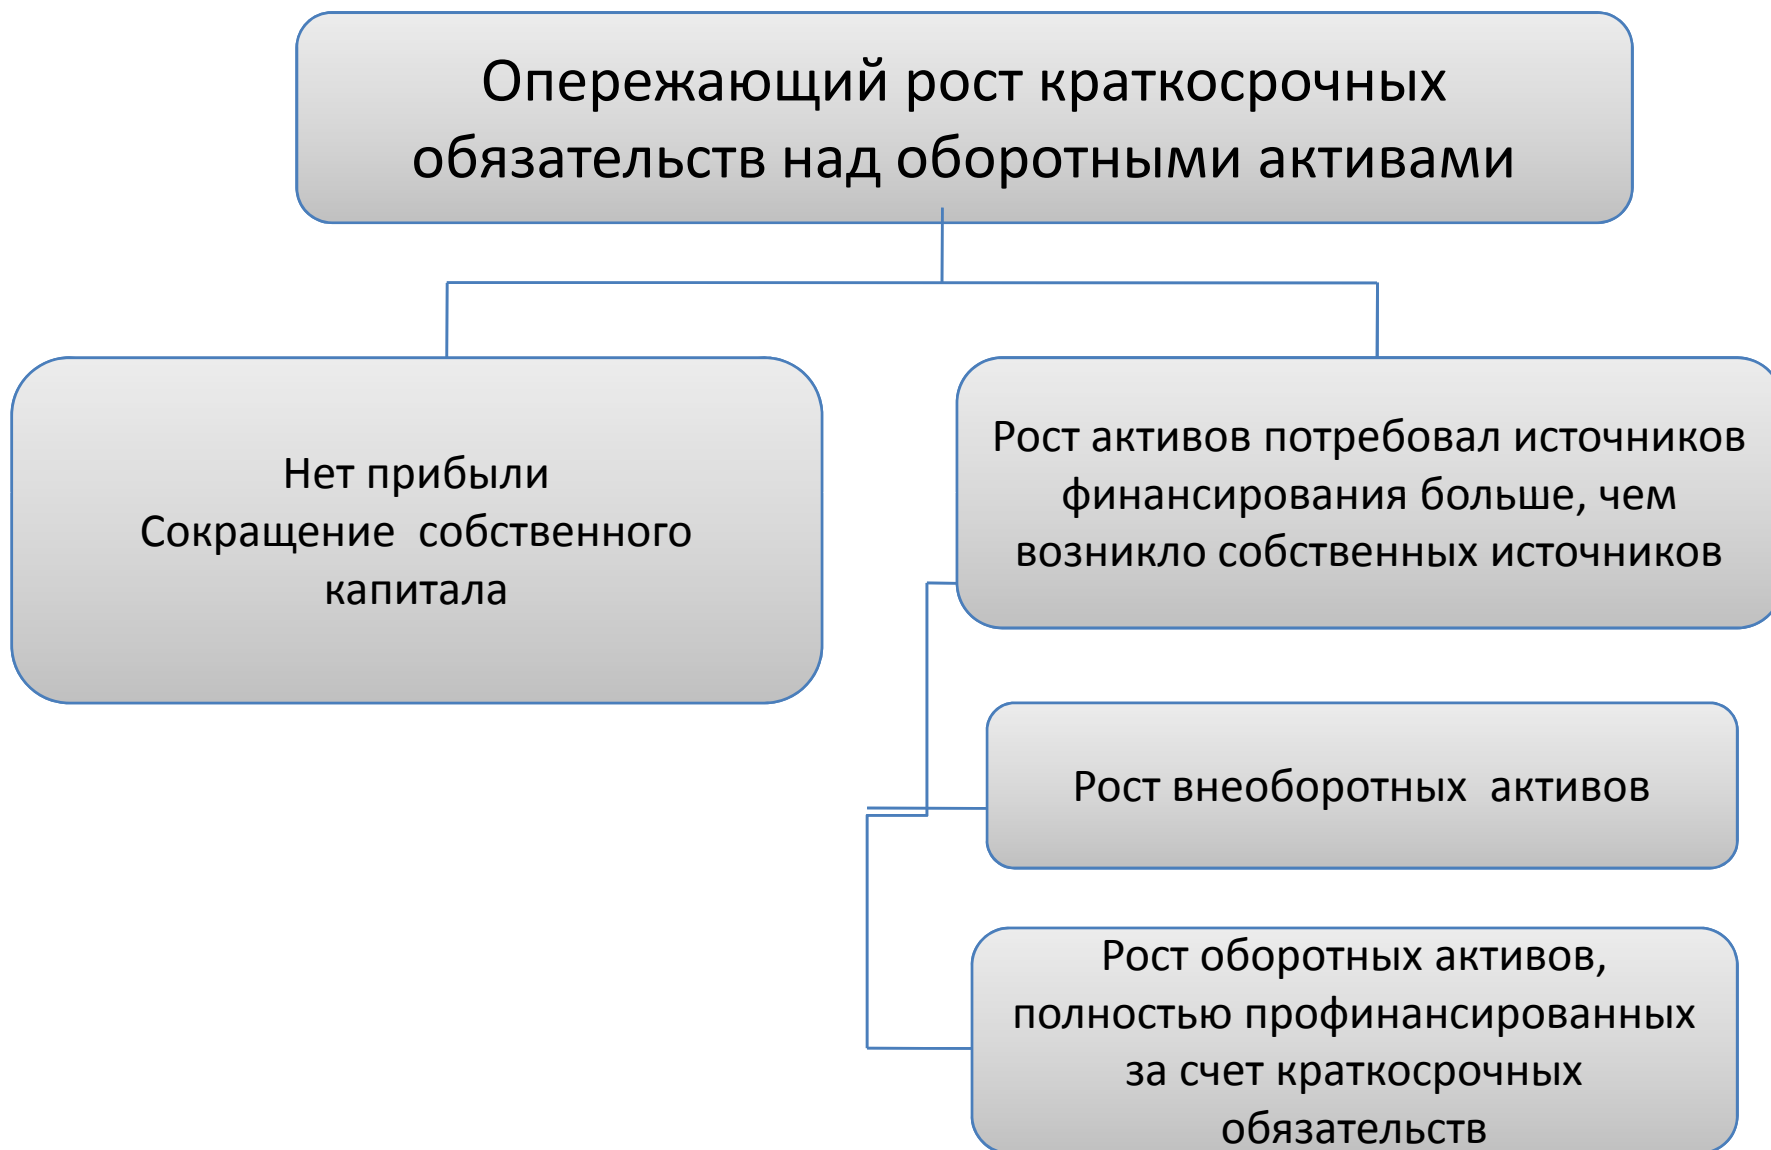 Опережающий рост краткосрочных
обязательств над оборотными активами
Нет прибыли
Сокращение  собственного
капитала
Рост активов потребовал источников
финансирования больше, чем
возникло собственных источников
Рост внеоборотных  активов
Рост оборотных активов,
полностью профинансированных
за счет краткосрочных
обязательств